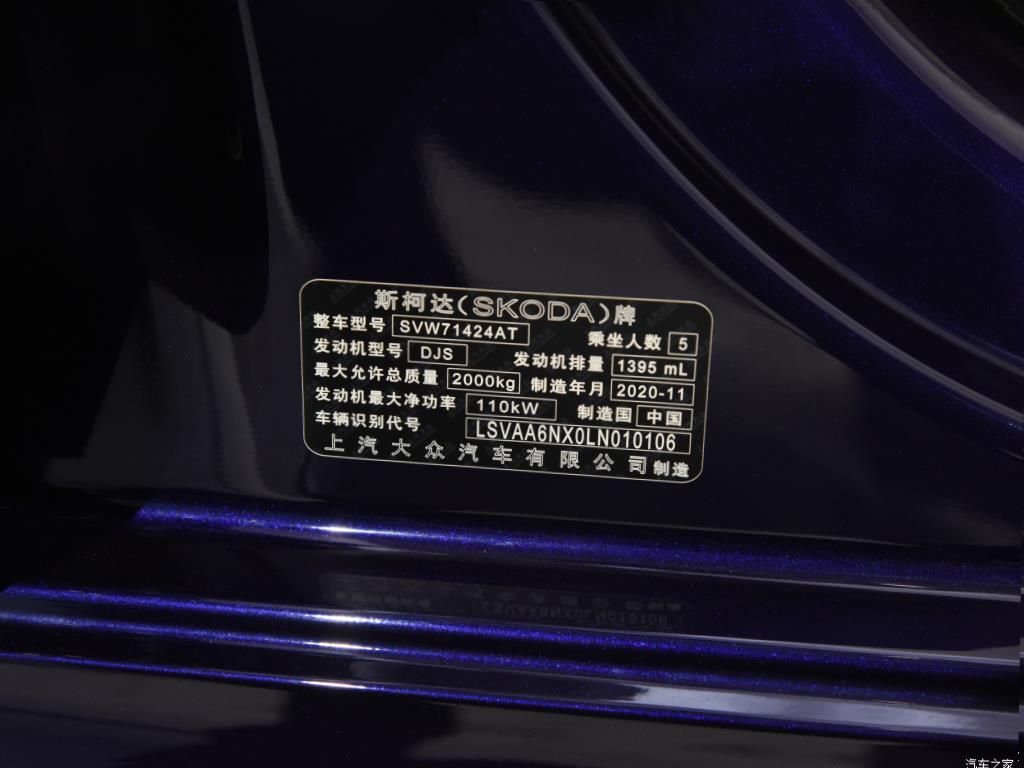 斯柯达(SKODA)牌
整车型号 SVW71424AT 乘坐人数 5
发动机型号 DJS 发动机排量 1395 mL
最大允许总质量 2000kg 制造年月 2020-11
发动机最大净功率 110kW 制造国 中国
车辆识别代号 LSVAA6NX0LN010106
上汽大众汽车有限公司制造
汽车之家